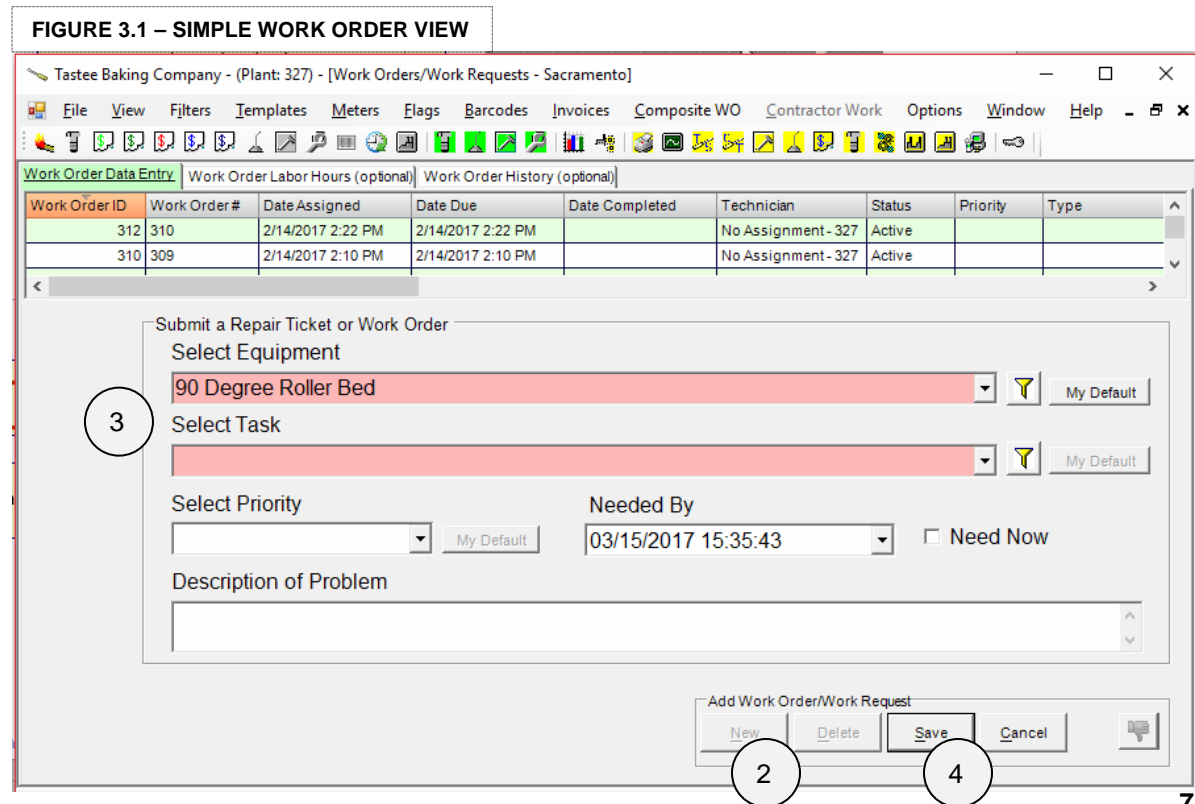 FIGURE 3.1 – SIMPLE WORK ORDER VIEW
Tastee Baking Company - (Plant: 327) - [Work Orders/Work Requests - Sacramento]
File View Filters Templates Meters Flags Barcodes Invoices Composite WO Contractor Work Options Window Help
Work Order Data Entry Work Order Labor Hours (optional) Work Order History (optional)
Work Order ID Work Order# Date Assigned Date Due Date Completed Technician Status Priority Type
312 310 2/14/2017 2:22 PM 2/14/2017 2:22 PM No Assignment - 327 Active
310 309 2/14/2017 2:10 PM 2/14/2017 2:10 PM No Assignment - 327 Active
Submit a Repair Ticket or Work Order
Select Equipment
90 Degree Roller Bed My Default
3
Select Task
My Default
Select Priority Needed By
My Default 03/15/2017 15:35:43 Need Now
Description of Problem
Add Work Order/Work Request
New Delete Save Cancel
2 4
7